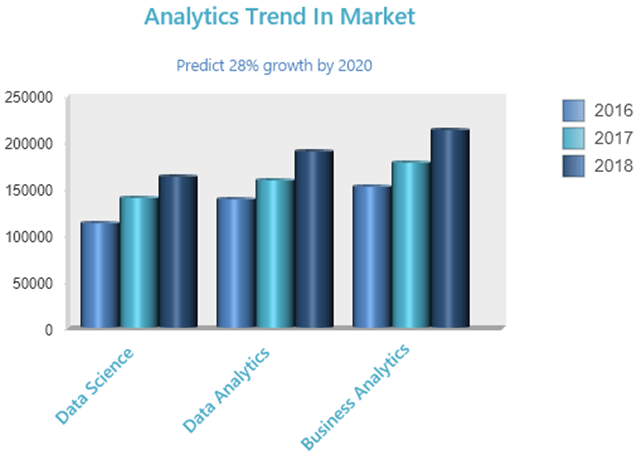 Analytics Trend In Market
Predict 28% growth by 2020
250000
200000
150000
100000
50000
0
2016
2017
2018
Data Science
Data Analytics
Business Analytics